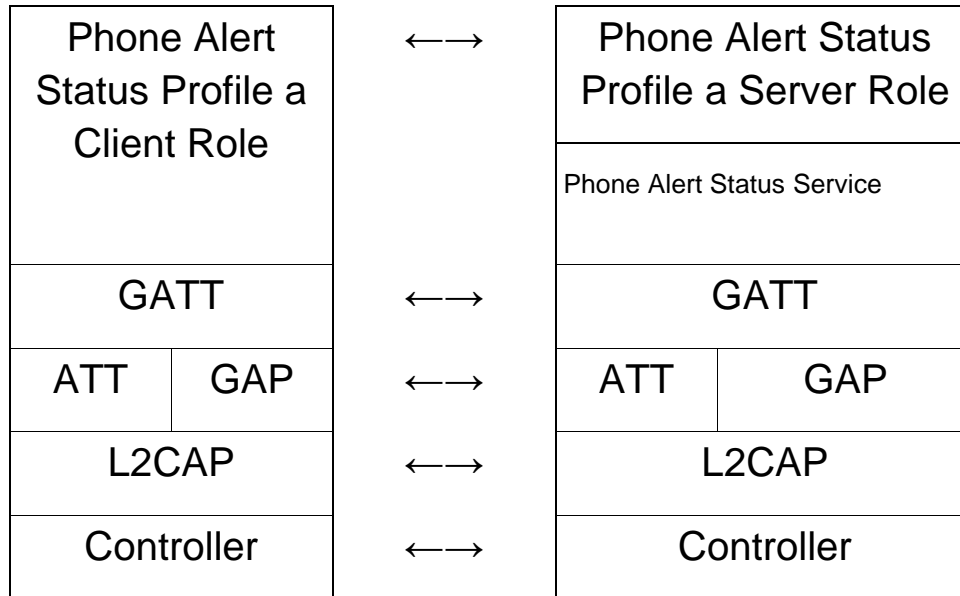 Phone Alert
Status Profile a
Client Role
←→
Phone Alert Status
Profile a Server Role
Phone Alert Status Service
GATT ←→ GATT
ATT GAP ←→ ATT GAP
L2CAP ←→ L2CAP
Controller ←→ Controller